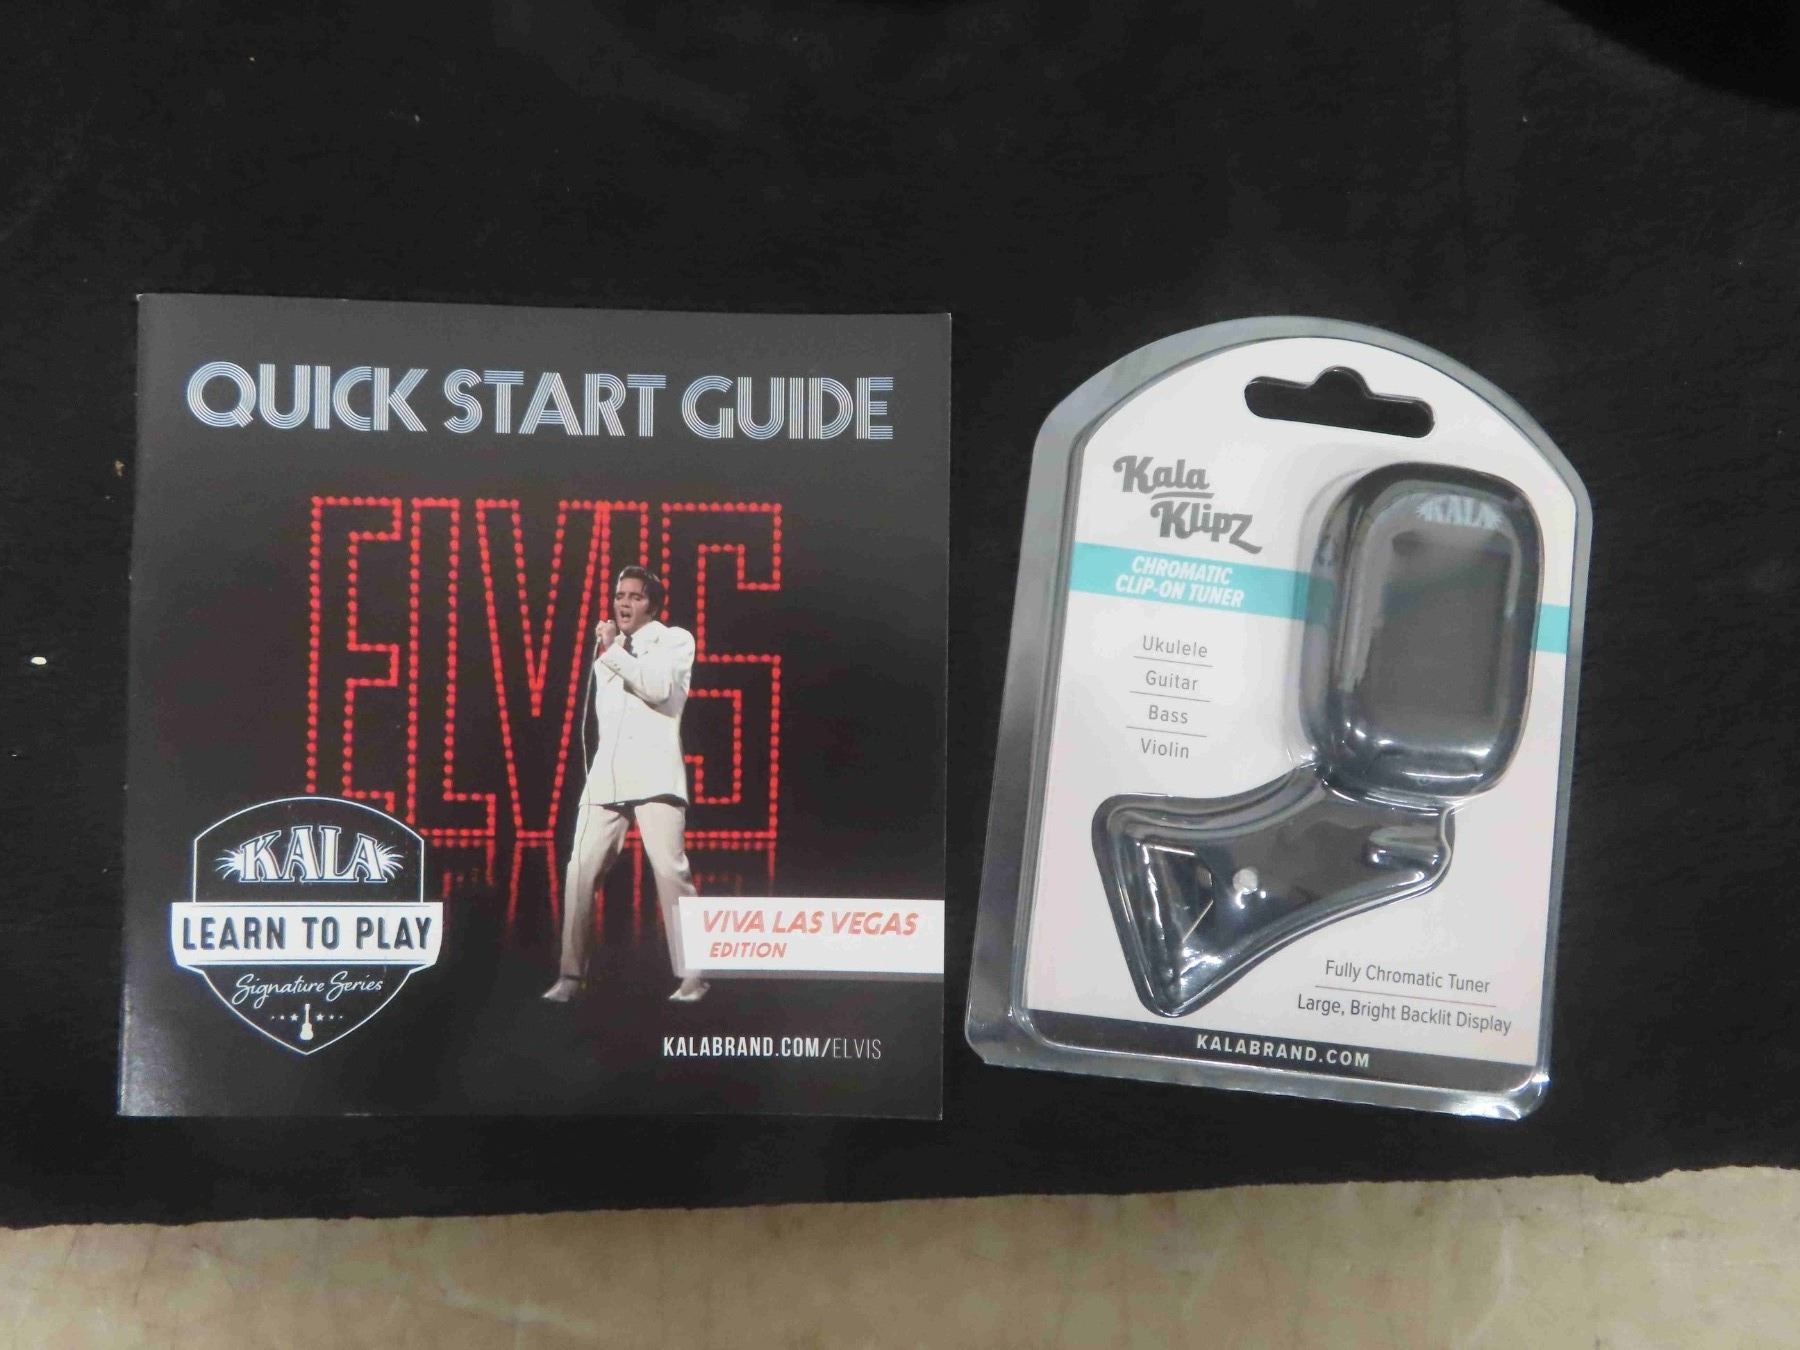 QUICK START GUIDE
ELVIS
KALA
LEARN TO PLAY
Signature Series
VIVA LAS VEGAS
EDITION
KALABRAND.COM/ELVIS
Kala
Klipz
KALA
CHROMATIC
CLIP-ON TUNER
Ukulele
Guitar
Bass
Violin
Fully Chromatic Tuner
Large, Bright Backlit Display
KALABRAND.COM